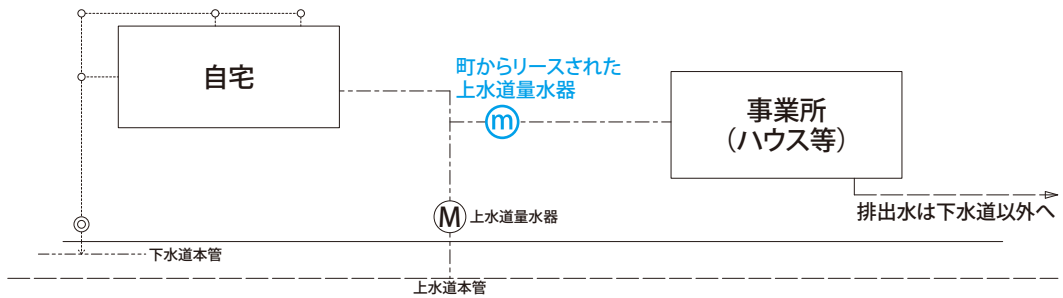 自宅
町からリースされた
上水道量水器
m
事業所
（ハウス等）
排出水は下水道以外へ
M
上水道量水器
下水道本管
上水道本管